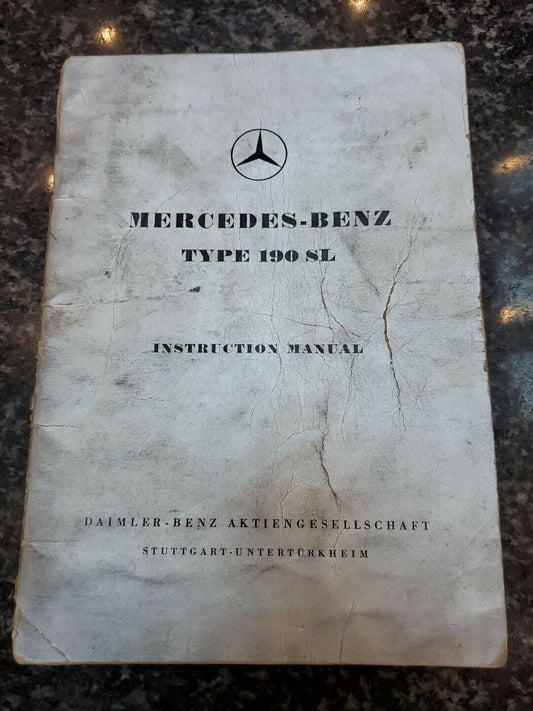 MERCEDES-BENZ
TYPE 190 SL
INSTRUCTION MANUAL
DAIMLER-BENZ AKTIENGESELLSCHAFT
STUTTGART-UNTERTÜRKHEIM